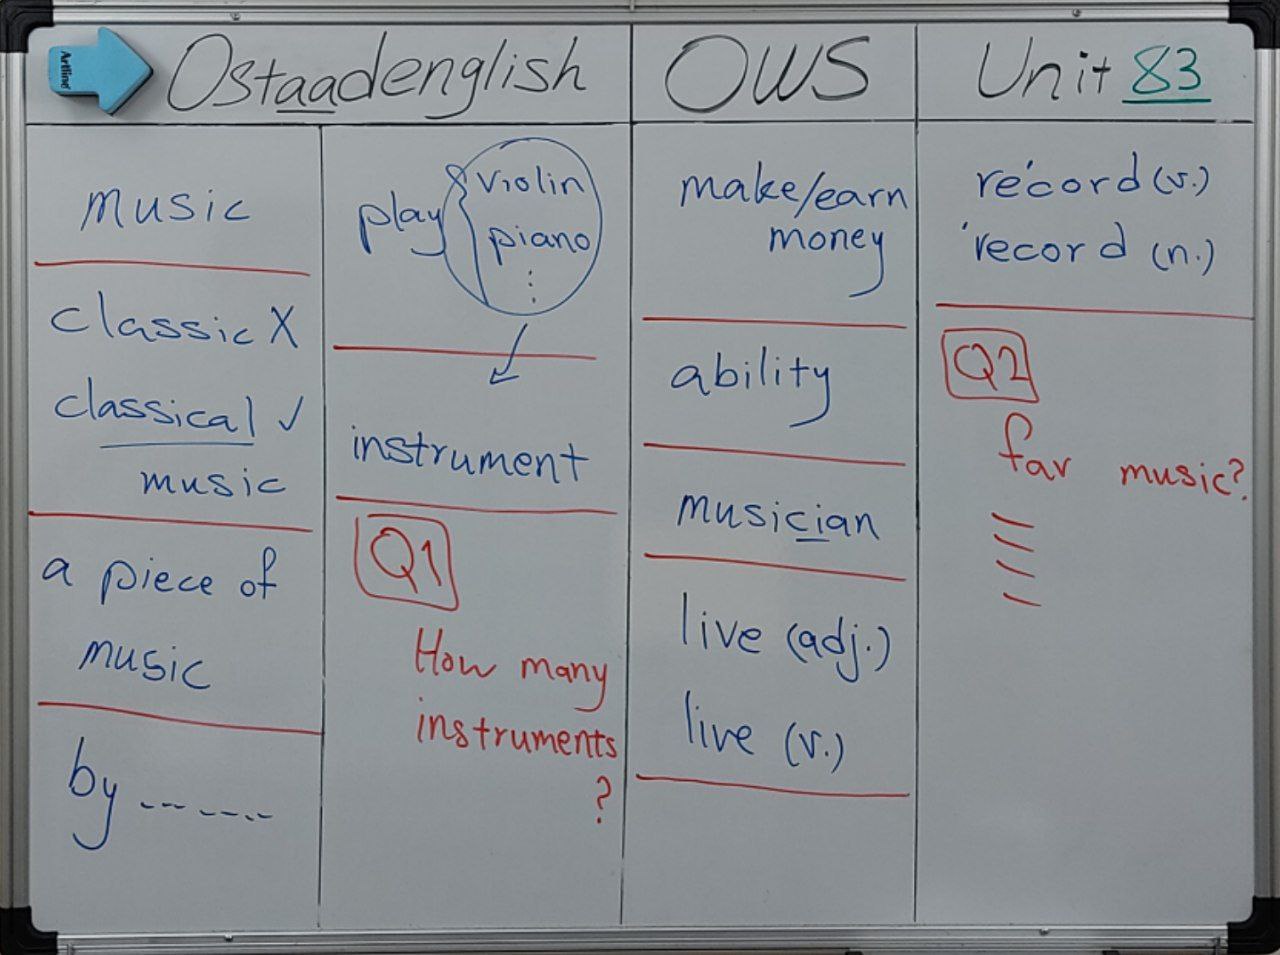 Artline
Ostaadenglish
OWS
Unit 83
music
classic X
classical ✓
music
a piece of
music
by -------
play { violin
piano
⋮
instrument
Q1
How many
instruments
?
make/earn
money
ability
musician
live (adj.)
live (v.)
re'cord (v.)
'record (n.)
Q2
fav music?